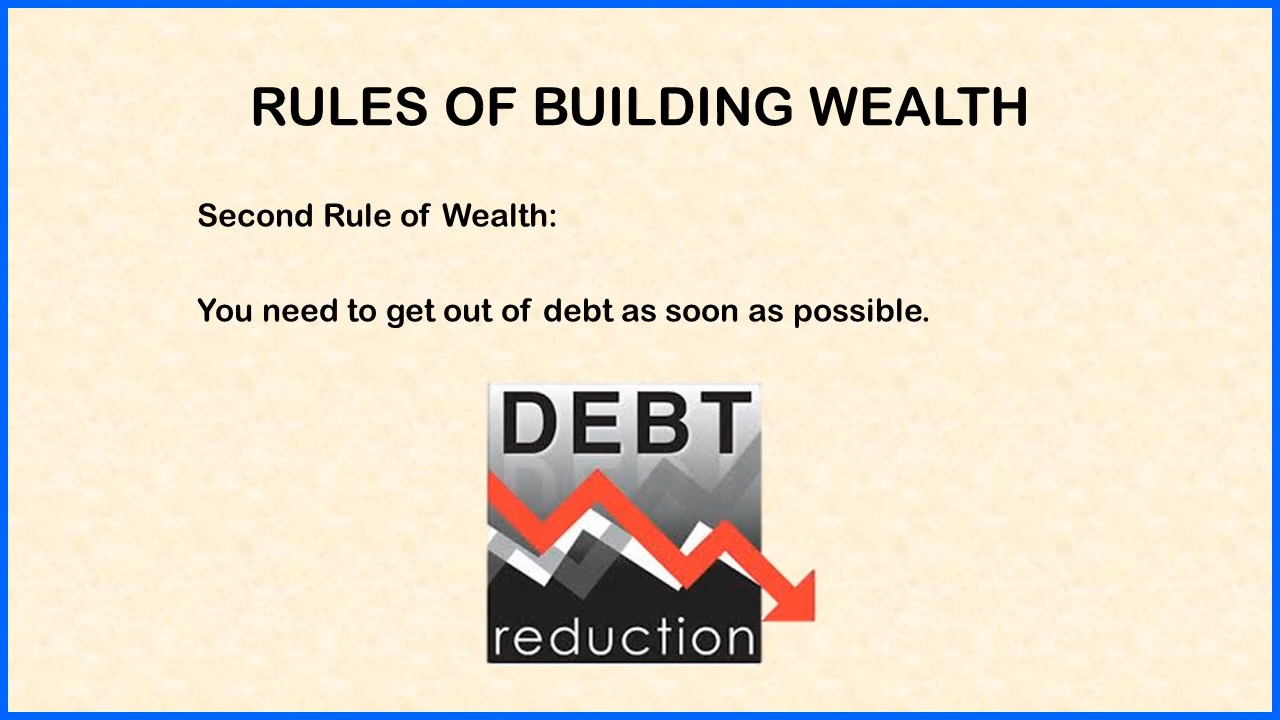 RULES OF BUILDING WEALTH
Second Rule of Wealth:
You need to get out of debt as soon as possible.
DEBT
reduction